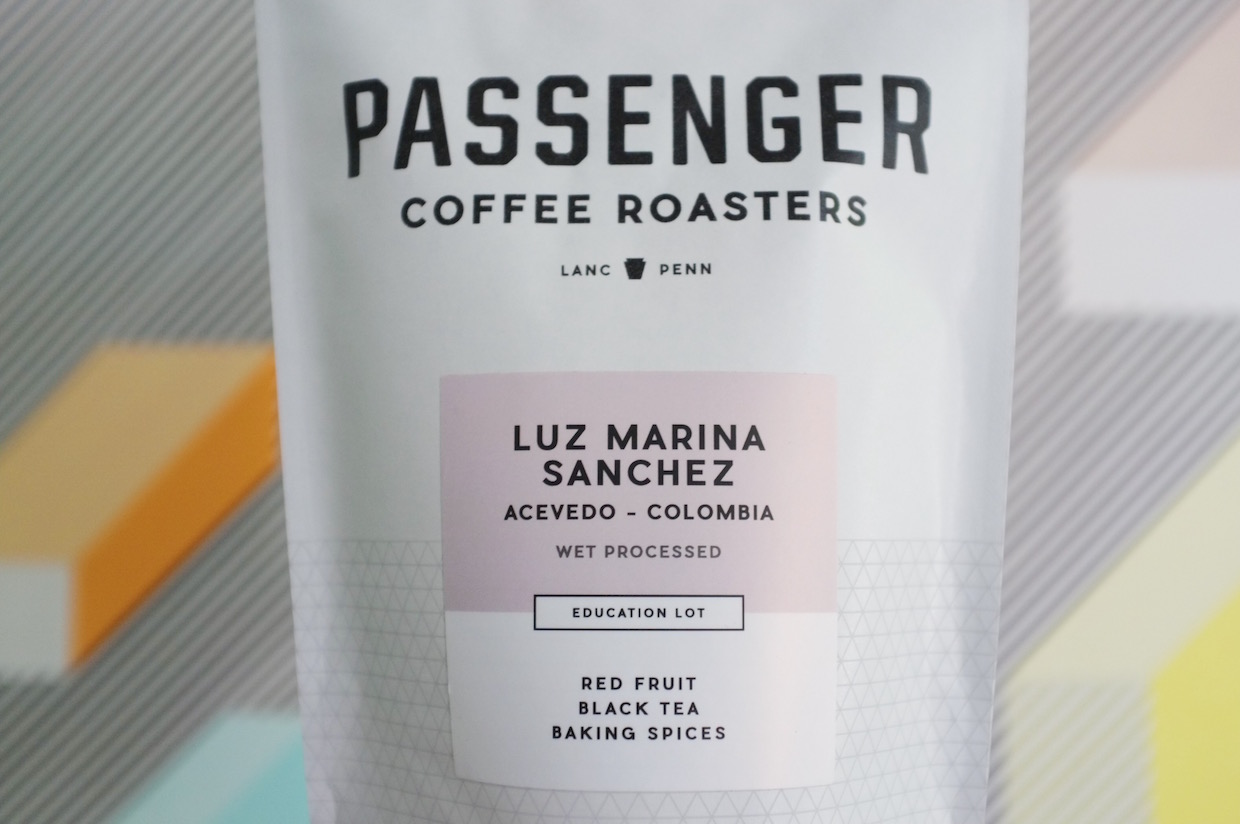 PASSENGER
COFFEE ROASTERS
LANC PENN
LUZ MARINA
SANCHEZ
ACEVEDO - COLOMBIA
WET PROCESSED
EDUCATION LOT
RED FRUIT
BLACK TEA
BAKING SPICES